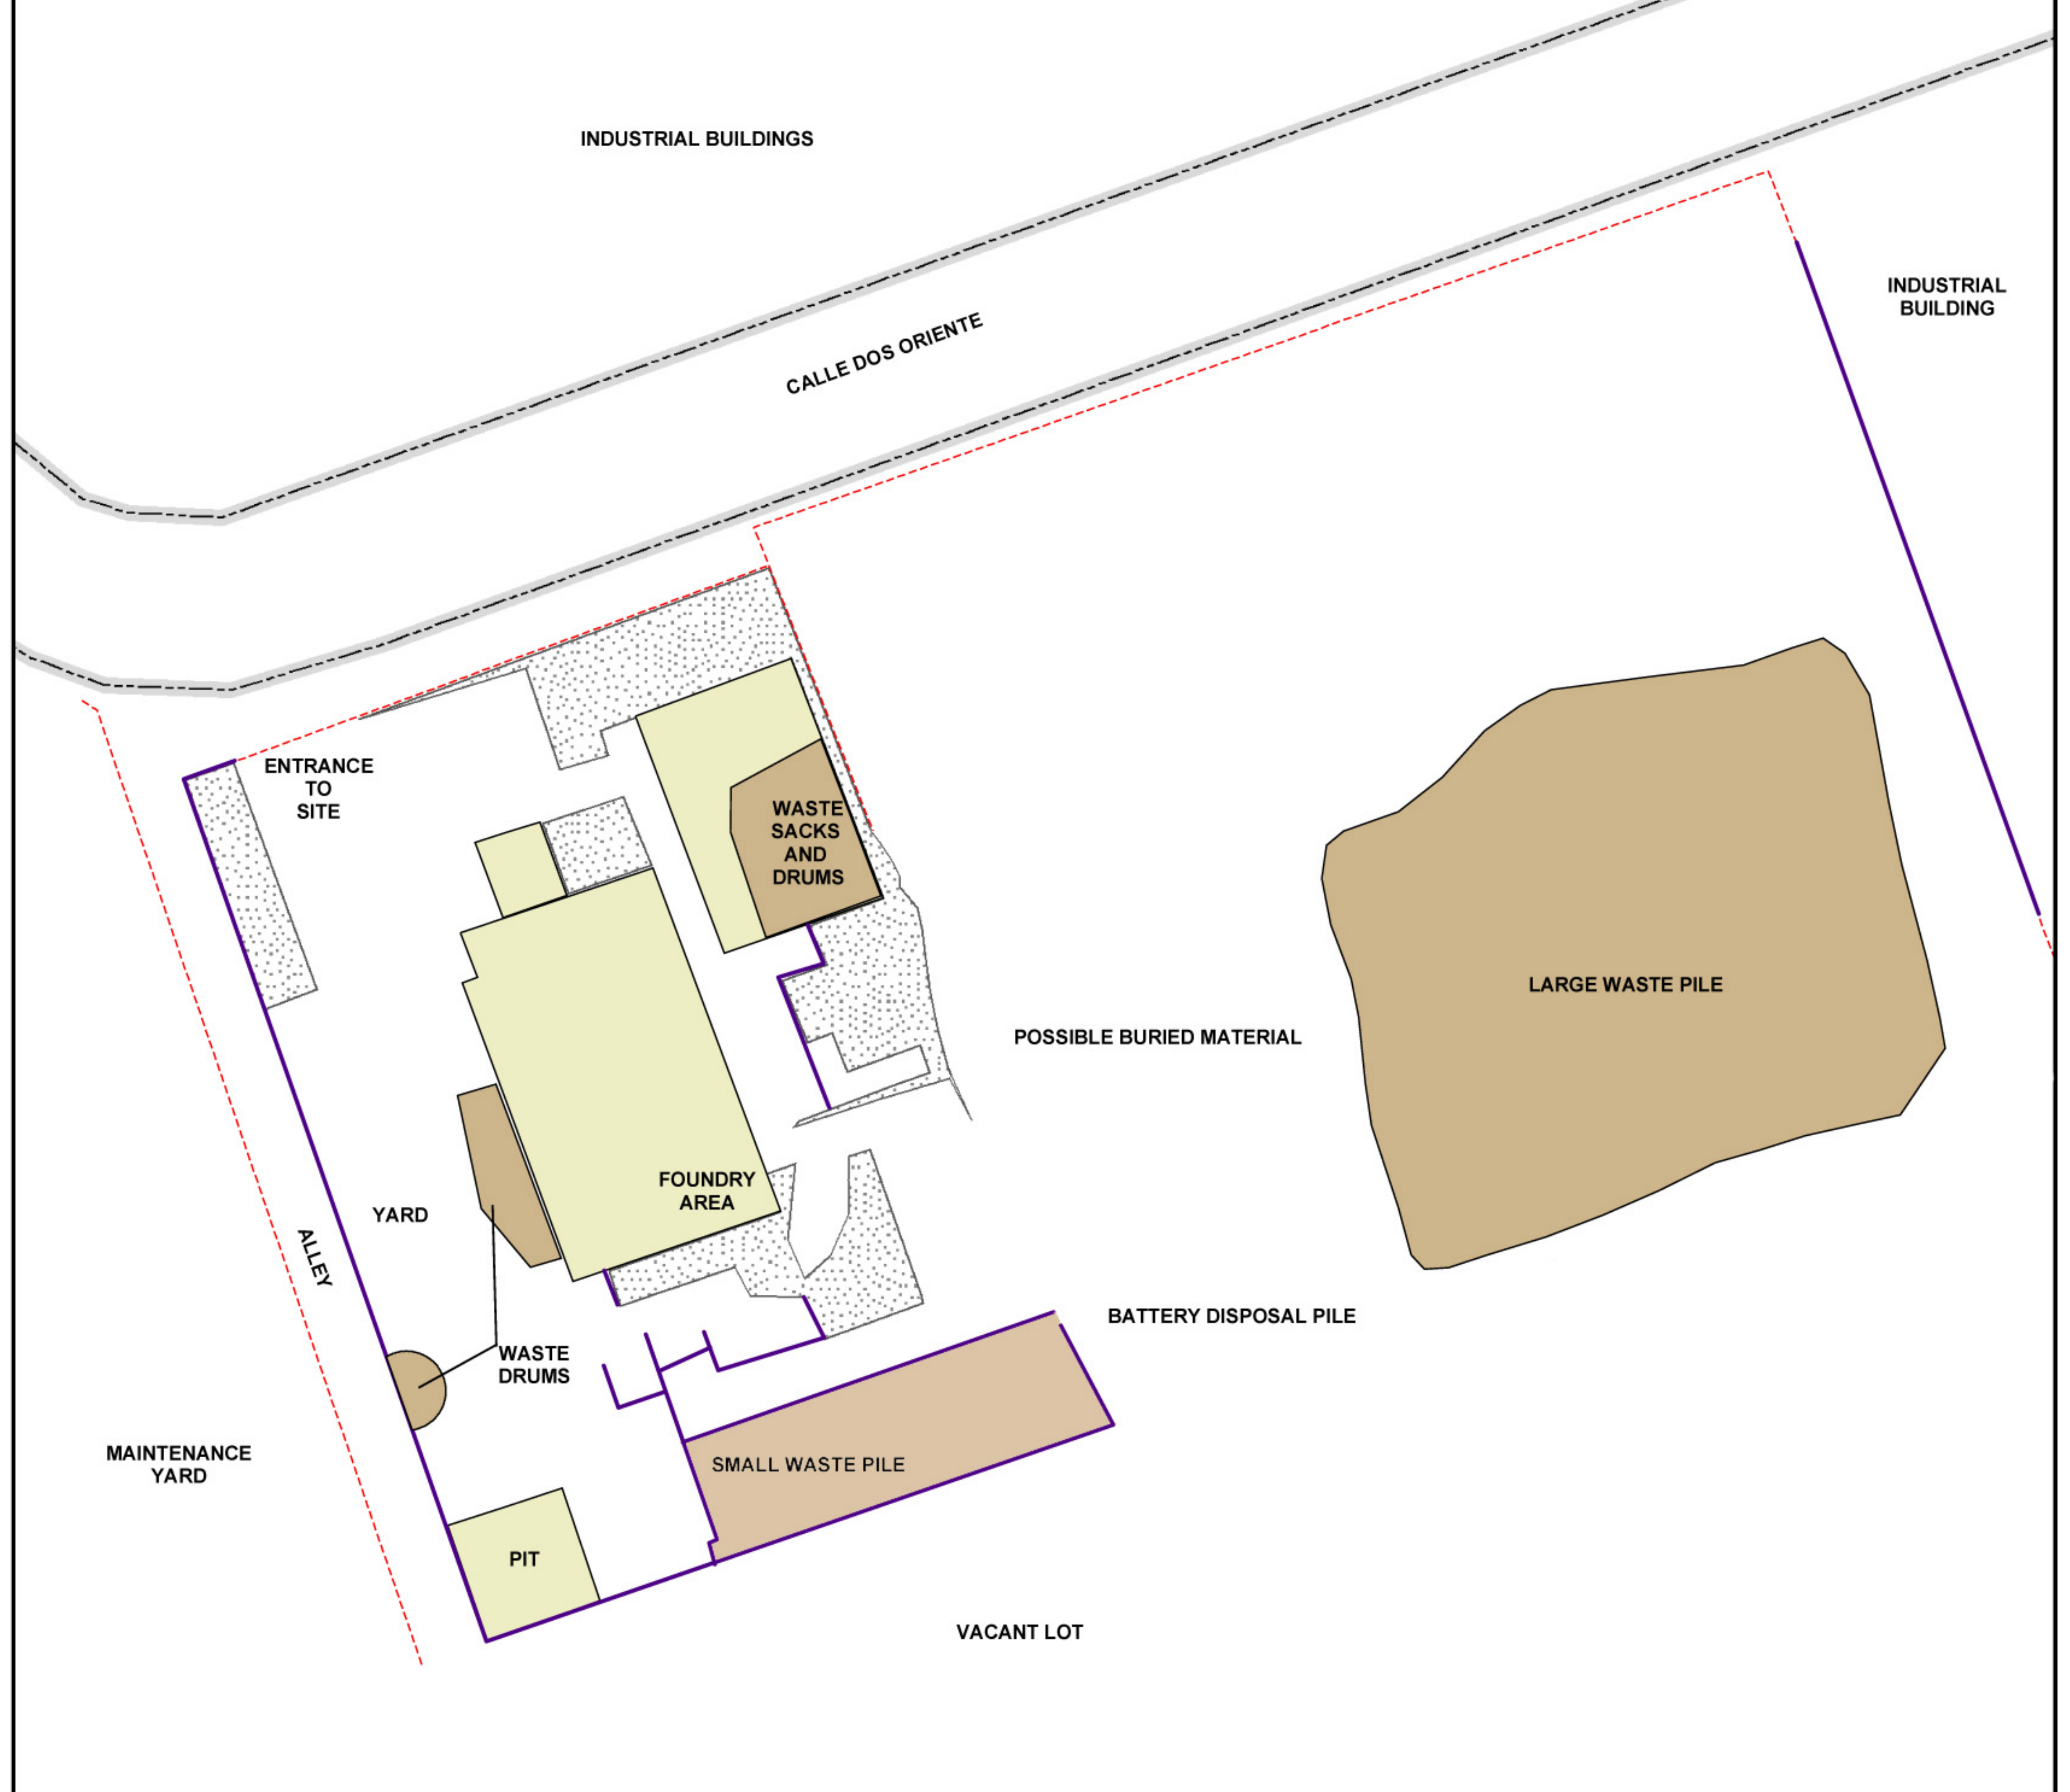 INDUSTRIAL BUILDINGS
INDUSTRIAL
BUILDING
CALLE DOS ORIENTE
ENTRANCE
TO
SITE
WASTE
SACKS
AND
DRUMS
LARGE WASTE PILE
POSSIBLE BURIED MATERIAL
FOUNDRY
AREA
YARD
ALLEY
BATTERY DISPOSAL PILE
WASTE
DRUMS
MAINTENANCE
YARD
SMALL WASTE PILE
PIT
VACANT LOT